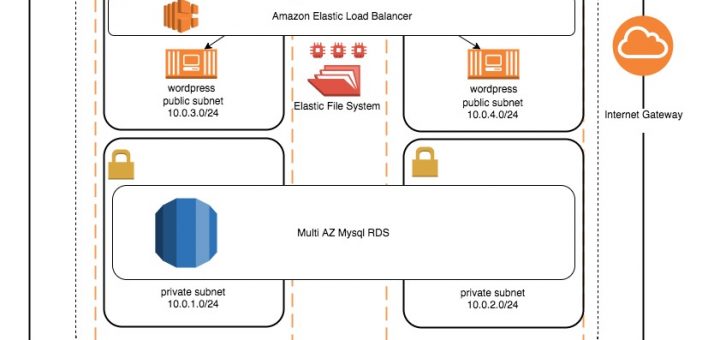 Amazon Elastic Load Balancer
wordpress
public subnet
10.0.3.0/24
Elastic File System
wordpress
public subnet
10.0.4.0/24
Internet Gateway
Multi AZ Mysql RDS
private subnet
10.0.1.0/24
private subnet
10.0.2.0/24